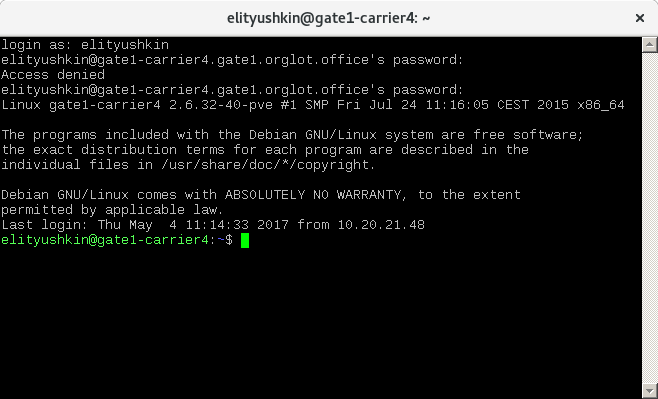 elityushkin@gate1-carrier4: ~
login as: elityushkin
elityushkin@gate1-carrier4.gate1.orglot.office's password:
Access denied
elityushkin@gate1-carrier4.gate1.orglot.office's password:
Linux gate1-carrier4 2.6.32-40-pve #1 SMP Fri Jul 24 11:16:05 CEST 2015 x86_64
The programs included with the Debian GNU/Linux system are free software;
the exact distribution terms for each program are described in the
individual files in /usr/share/doc/*/copyright.
Debian GNU/Linux comes with ABSOLUTELY NO WARRANTY, to the extent
permitted by applicable law.
Last login: Thu May  4 11:14:33 2017 from 10.20.21.48
elityushkin@gate1-carrier4:~$